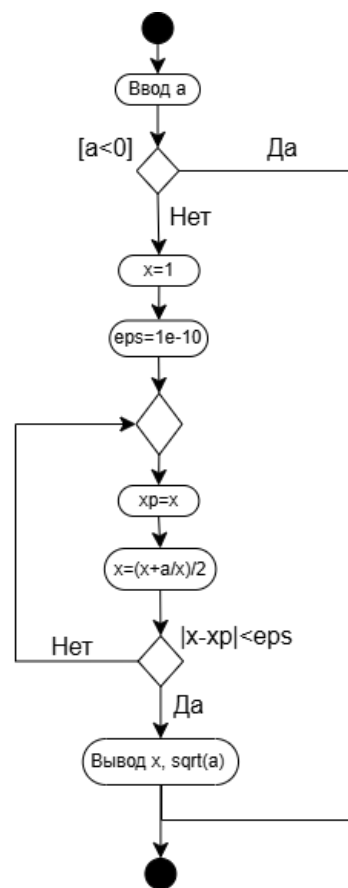 Ввод a
[a<0]
Да
Нет
x=1
eps=1e-10
xp=x
x=(x+a/x)/2
|x-xp|<eps
Нет
Да
Вывод x, sqrt(a)